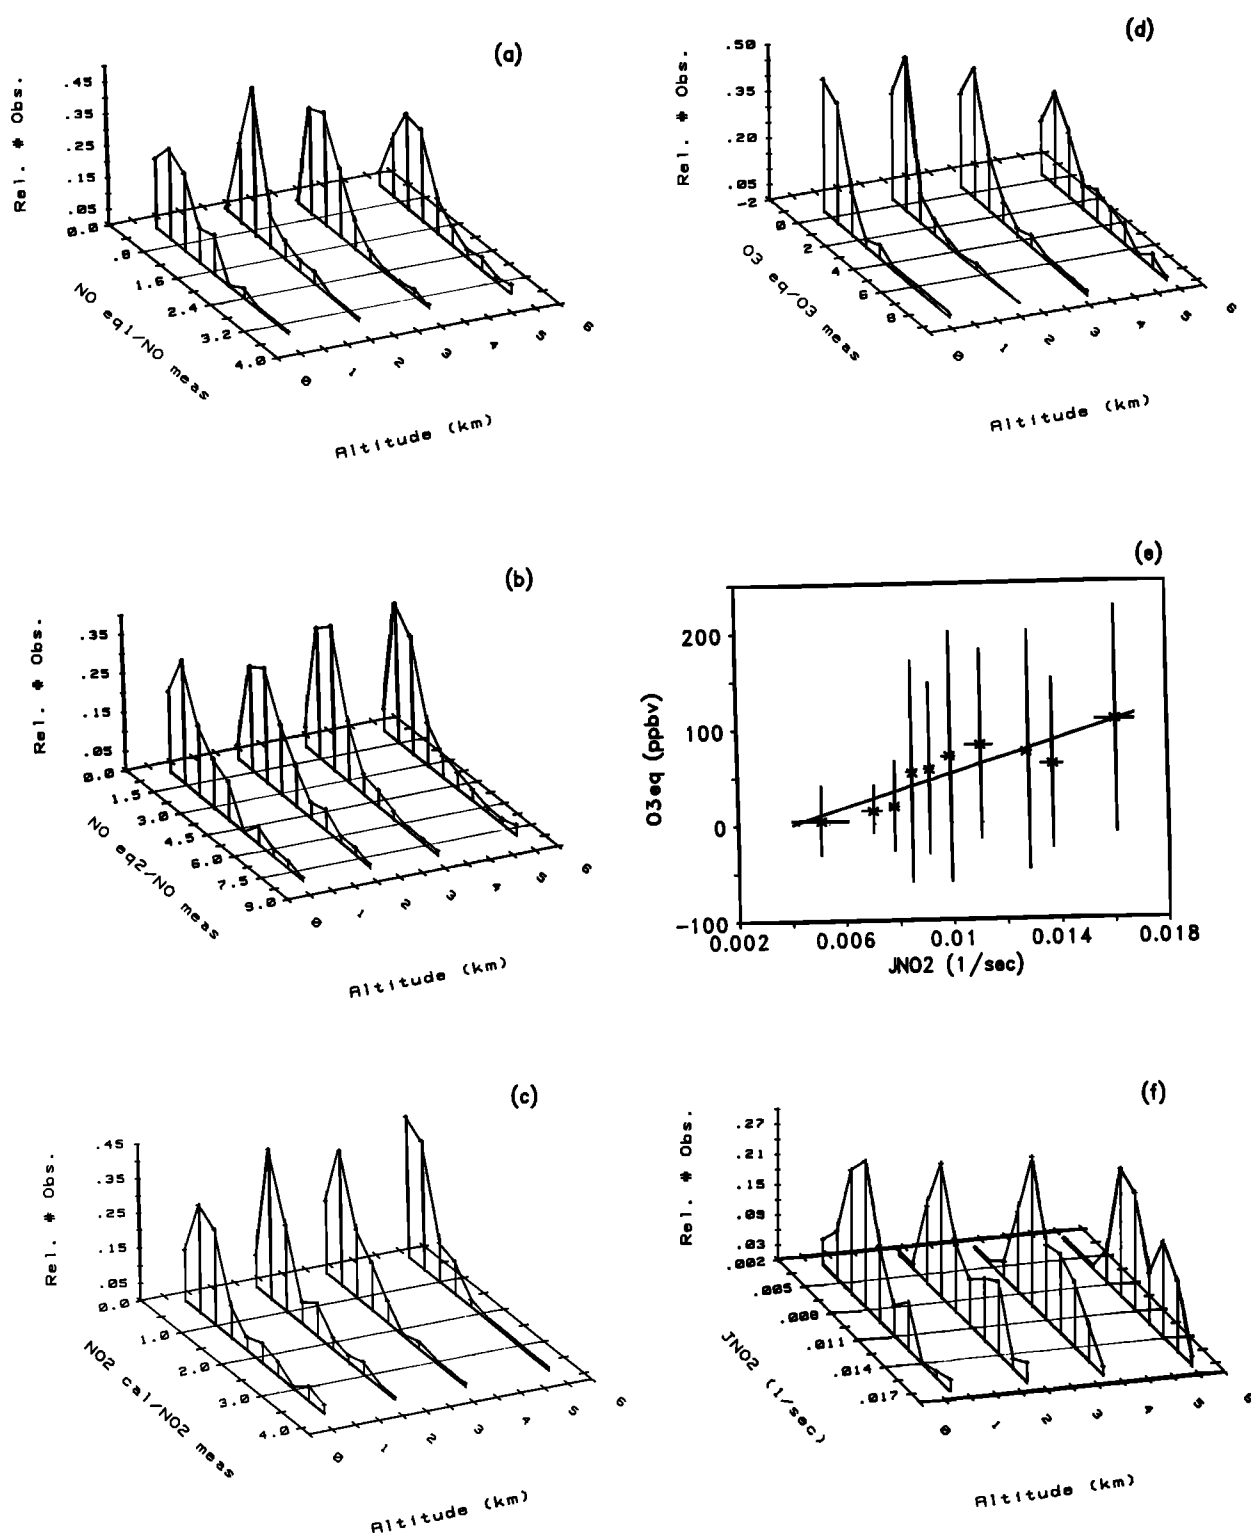 (a)
Rel. # Obs.
.45
.35
.25
.15
.05
0.0
.8
1.6
2.4
3.2
4.0
NO eq1/NO meas
0 1 2 3 4 5 6
Altitude (km)
(d)
Rel. # Obs.
.50
.35
.20
.05
-2
0
2
4
6
8
O3 eq/O3 meas
0 1 2 3 4 5 6
Altitude (km)
(b)
Rel. # Obs.
.35
.25
.15
.05
0.0
1.5
3.0
4.5
6.0
7.5
9.0
NO eq2/NO meas
0 1 2 3 4 5 6
Altitude (km)
(e)
O3eq (ppbv)
200
100
0
-100
0.002 0.006 0.01 0.014 0.018
JNO2 (1/sec)
(c)
Rel. # Obs.
.45
.35
.25
.15
.05
0.0
1.0
2.0
3.0
4.0
NO2 cal/NO2 meas
0 1 2 3 4 5 6
Altitude (km)
(f)
Rel. # Obs.
.27
.21
.15
.09
.03
.002
.005
.008
.011
.014
.017
JNO2 (1/sec)
0 1 2 3 4 5 6
Altitude (km)